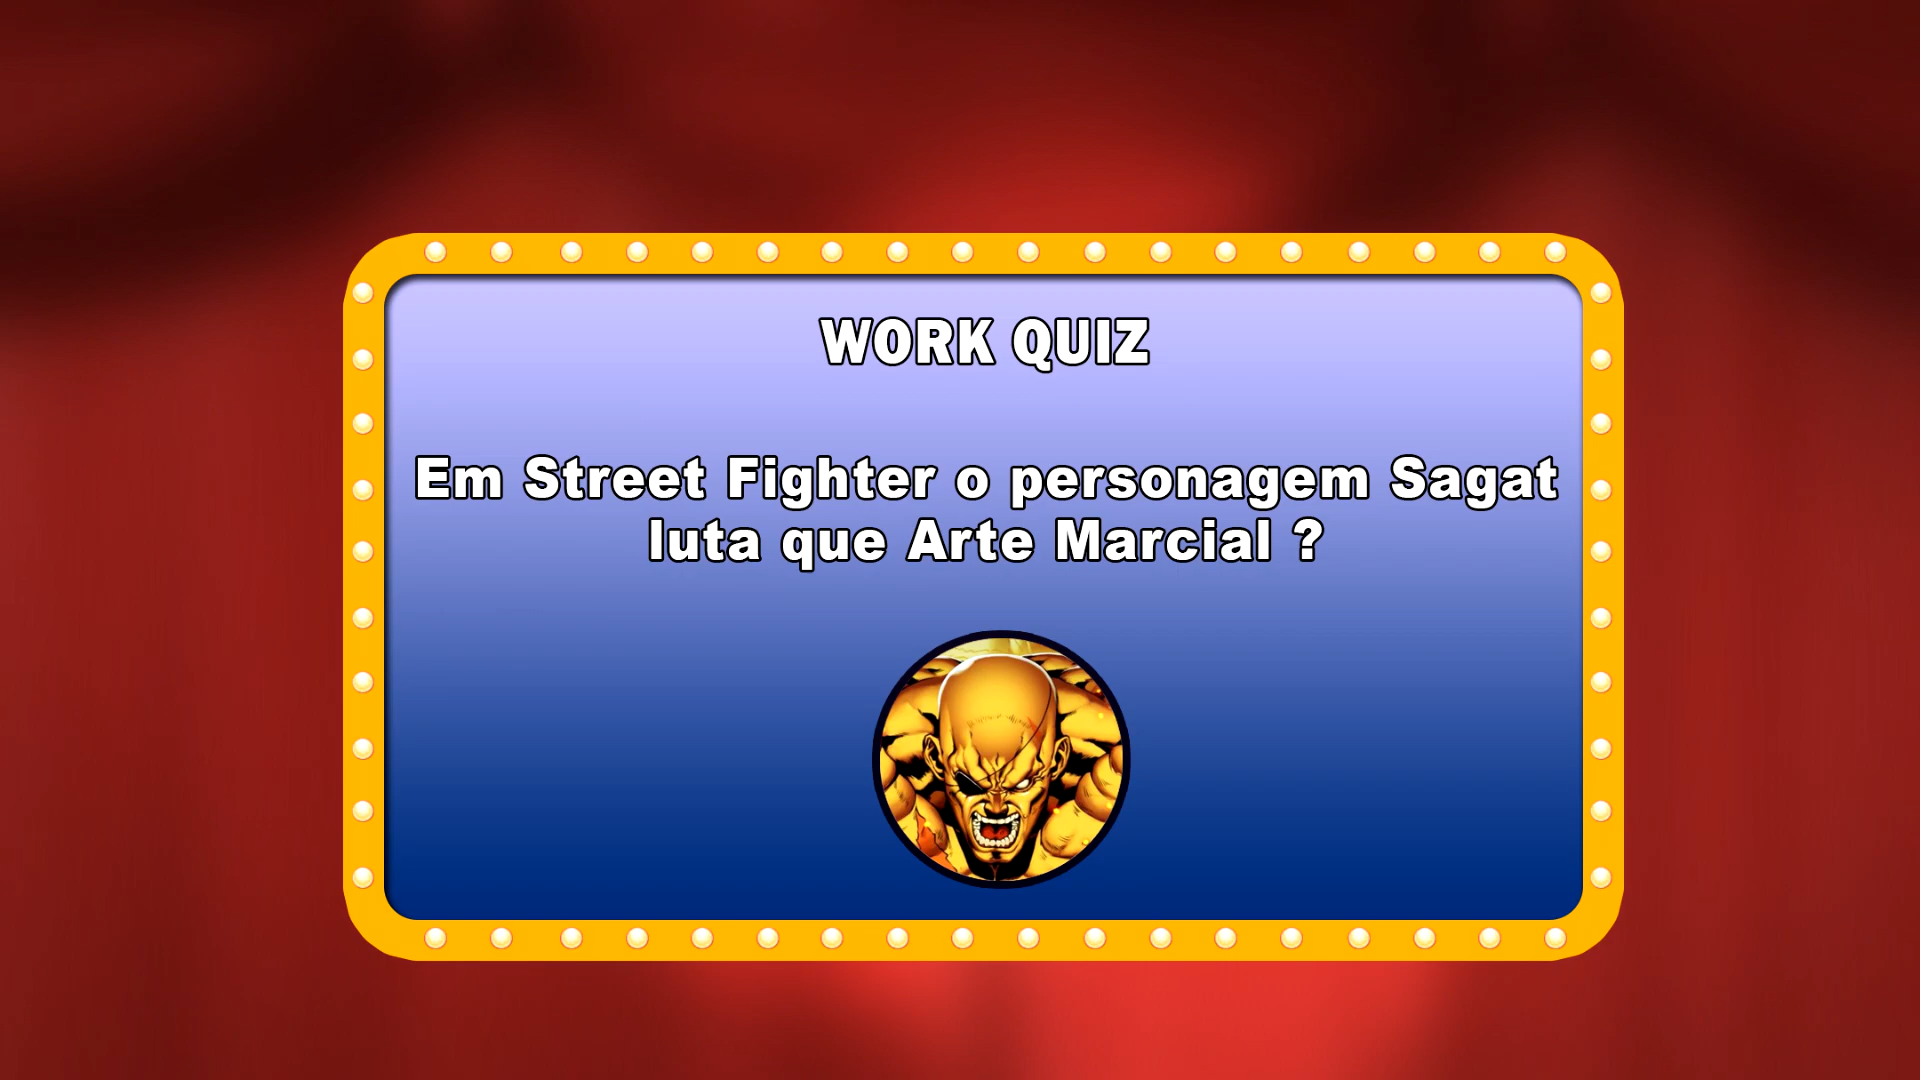 WORK QUIZ
Em Street Fighter o personagem Sagat
luta que Arte Marcial ?